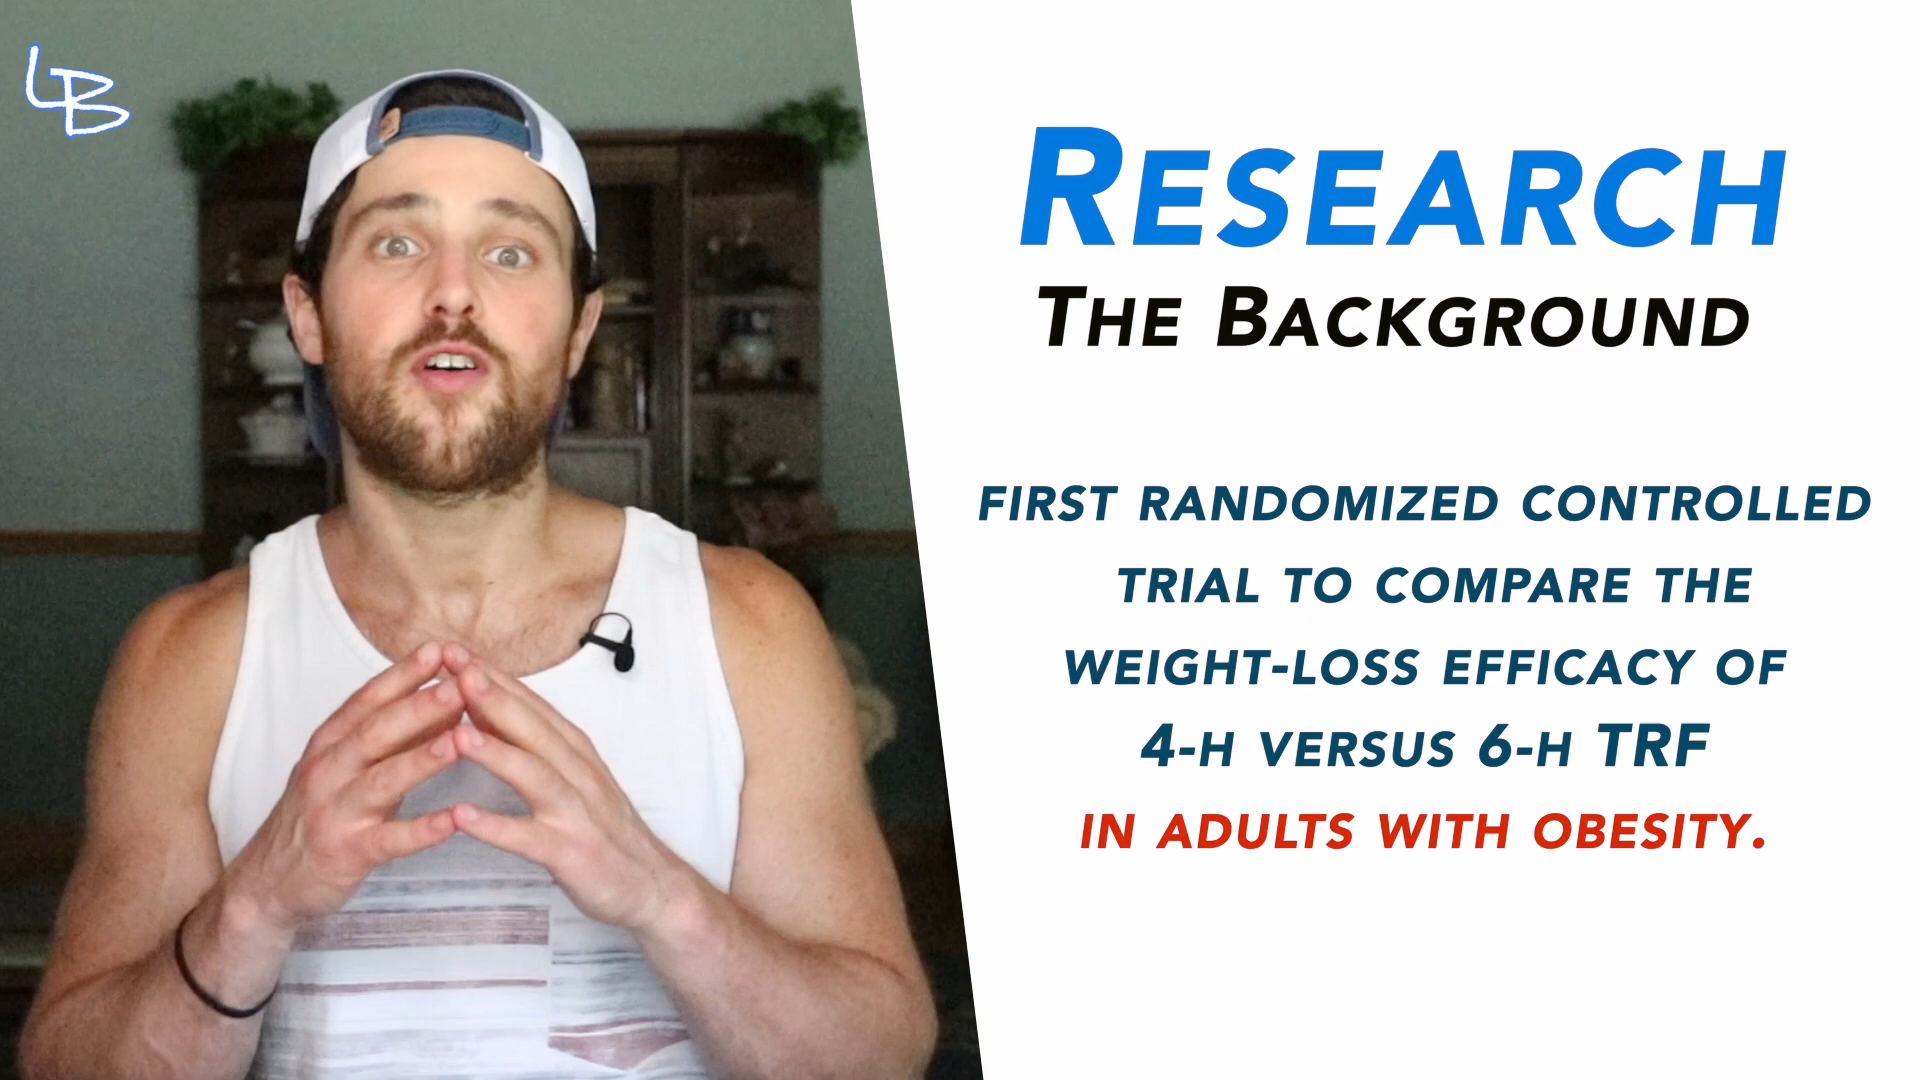 LB
RESEARCH
THE BACKGROUND
FIRST RANDOMIZED CONTROLLED
TRIAL TO COMPARE THE
WEIGHT-LOSS EFFICACY OF
4-H VERSUS 6-H TRF
IN ADULTS WITH OBESITY.